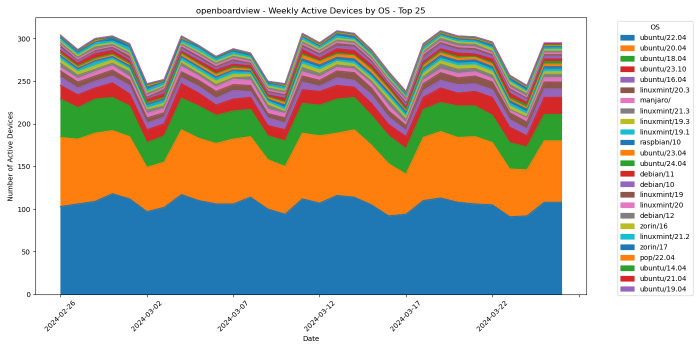 openboardview - Weekly Active Devices by OS - Top 25
Number of Active Devices
300
250
200
150
100
50
0
2024-02-26
2024-03-02
2024-03-07
2024-03-12
2024-03-17
2024-03-22
Date
OS
ubuntu/22.04
ubuntu/20.04
ubuntu/18.04
ubuntu/23.10
ubuntu/16.04
linuxmint/20.3
manjaro/
linuxmint/21.3
linuxmint/19.3
linuxmint/19.1
raspbian/10
ubuntu/23.04
ubuntu/24.04
debian/11
debian/10
linuxmint/19
linuxmint/20
debian/12
zorin/16
linuxmint/21.2
zorin/17
pop/22.04
ubuntu/14.04
ubuntu/21.04
ubuntu/19.04